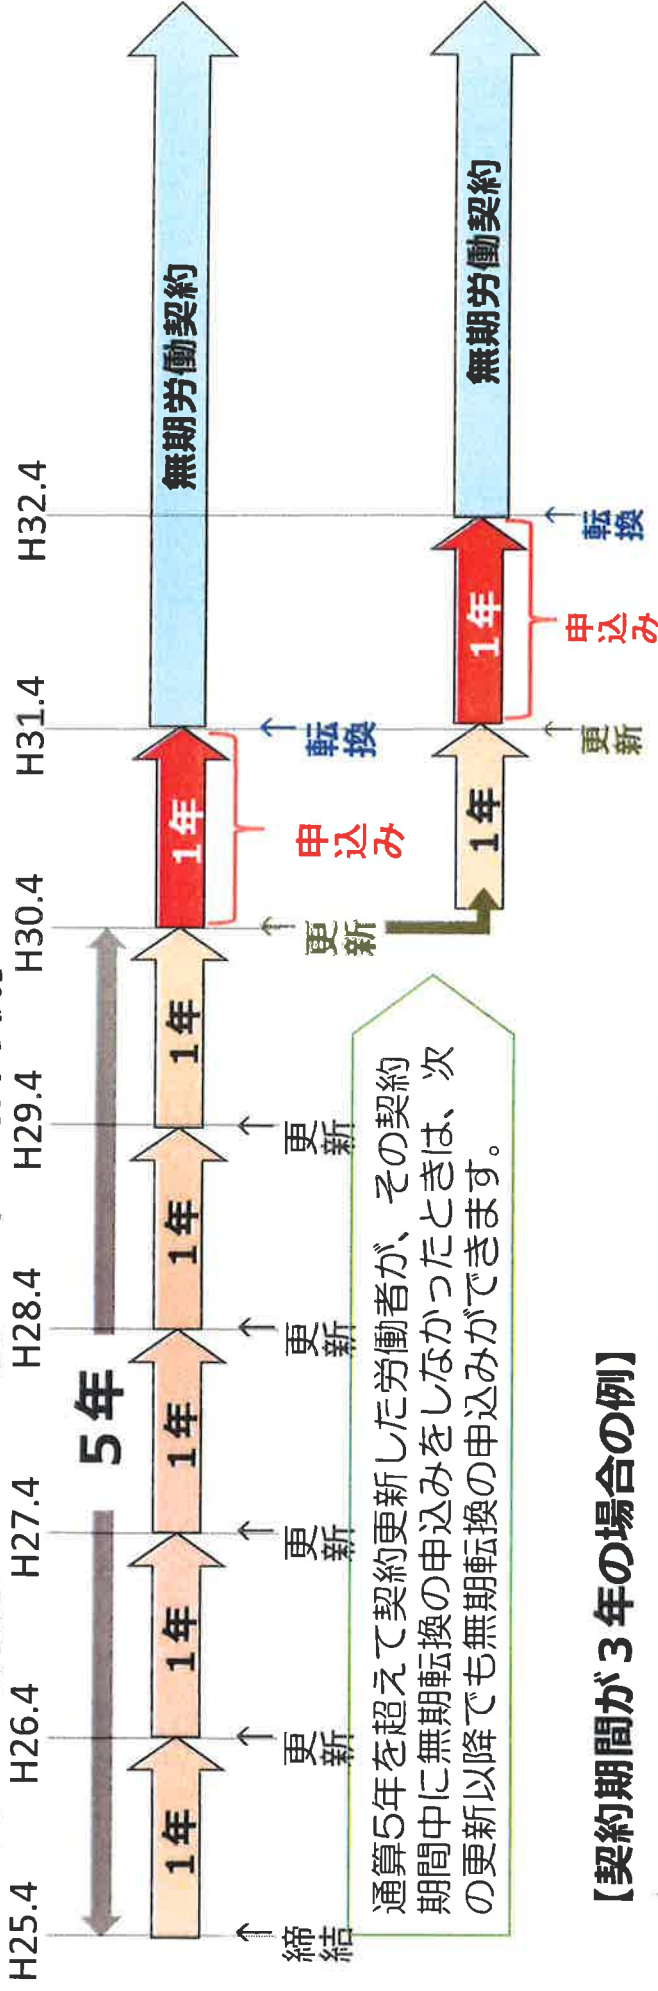 H25.4
H26.4
H27.4
H28.4
H29.4
H30.4
H31.4
H32.4
5年
1年
1年
1年
1年
1年
1年
無期労働契約
↑
締結
↑
更新
↑
更新
↑
更新
↑
更新
↑
更新
申込み
↑
転換
通算5年を超えて契約更新した労働者が、その契約
期間中に無期転換の申込みをしなかったときは、次
の更新以降でも無期転換の申込みができます。
1年
1年
無期労働契約
↑
更新
申込み
↑
転換
【契約期間が3年の場合の例】